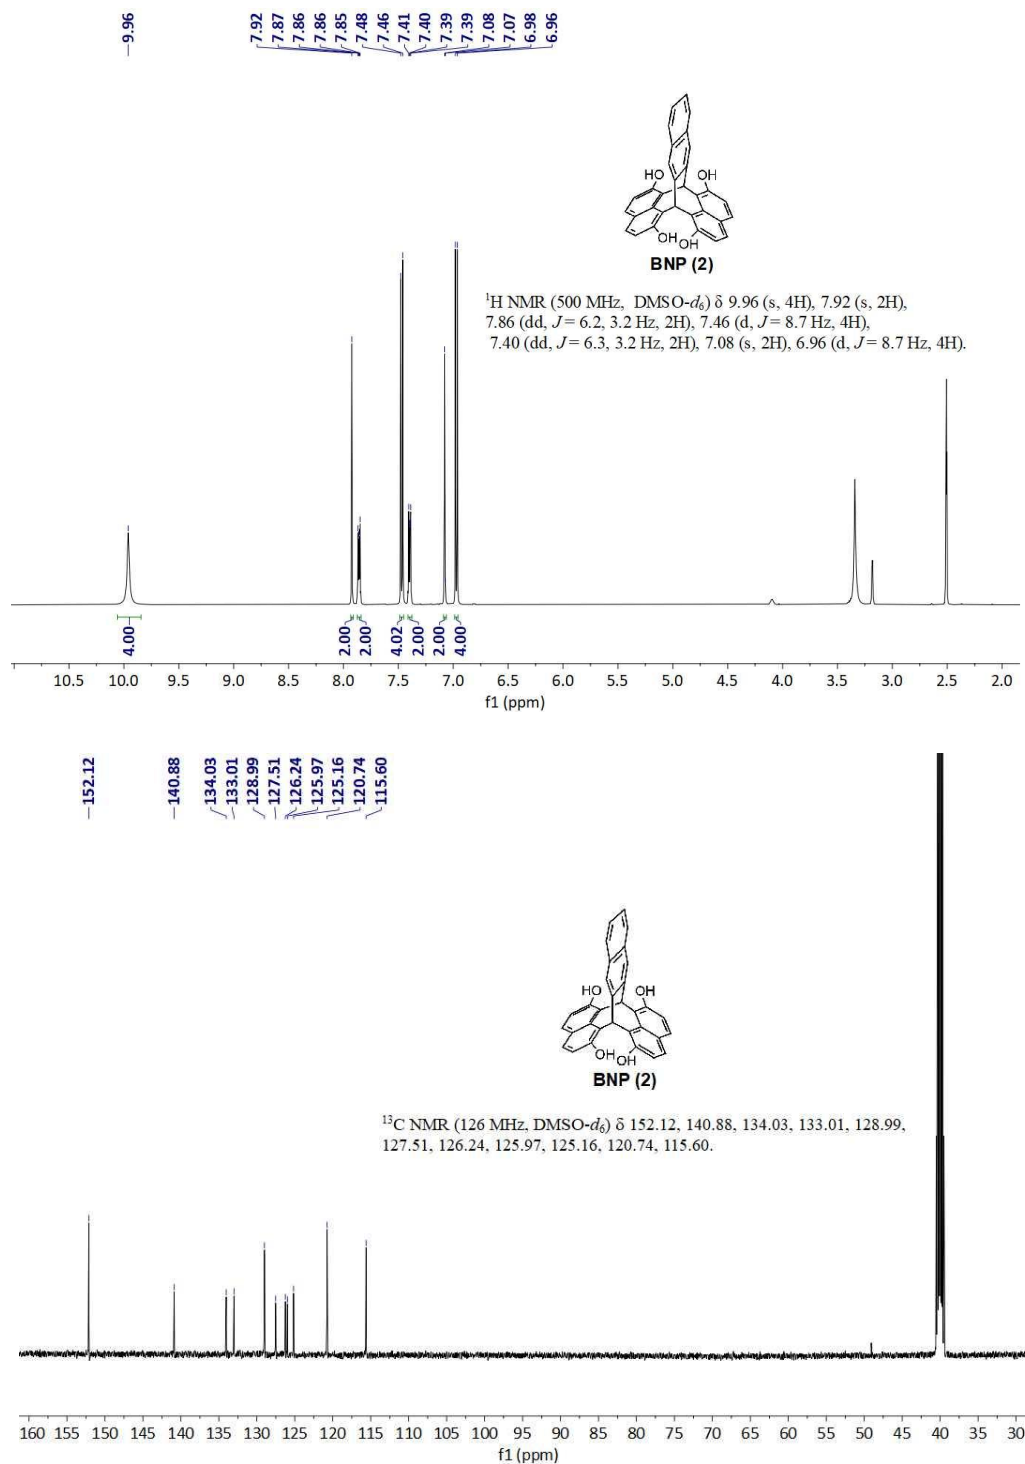 9.96
7.92
7.87
7.86
7.86
7.85
7.48
7.46
7.41
7.40
7.39
7.39
7.08
7.07
6.98
6.96
HO
OH
OH
OH
BNP (2)
¹H NMR (500 MHz, DMSO-d₆) δ 9.96 (s, 4H), 7.92 (s, 2H),
7.86 (dd, J = 6.2, 3.2 Hz, 2H), 7.46 (d, J = 8.7 Hz, 4H),
7.40 (dd, J = 6.3, 3.2 Hz, 2H), 7.08 (s, 2H), 6.96 (d, J = 8.7 Hz, 4H).
4.00
2.00
2.00
4.02
2.00
2.00
4.00
10.5 10.0 9.5 9.0 8.5 8.0 7.5 7.0 6.5 6.0 5.5 5.0 4.5 4.0 3.5 3.0 2.5 2.0
f1 (ppm)
152.12
140.88
134.03
133.01
128.99
127.51
126.24
125.97
125.16
120.74
115.60
HO
OH
OH
OH
BNP (2)
¹³C NMR (126 MHz, DMSO-d₆) δ 152.12, 140.88, 134.03, 133.01, 128.99,
127.51, 126.24, 125.97, 125.16, 120.74, 115.60.
160 155 150 145 140 135 130 125 120 115 110 105 100 95 90 85 80 75 70 65 60 55 50 45 40 35 30
f1 (ppm)